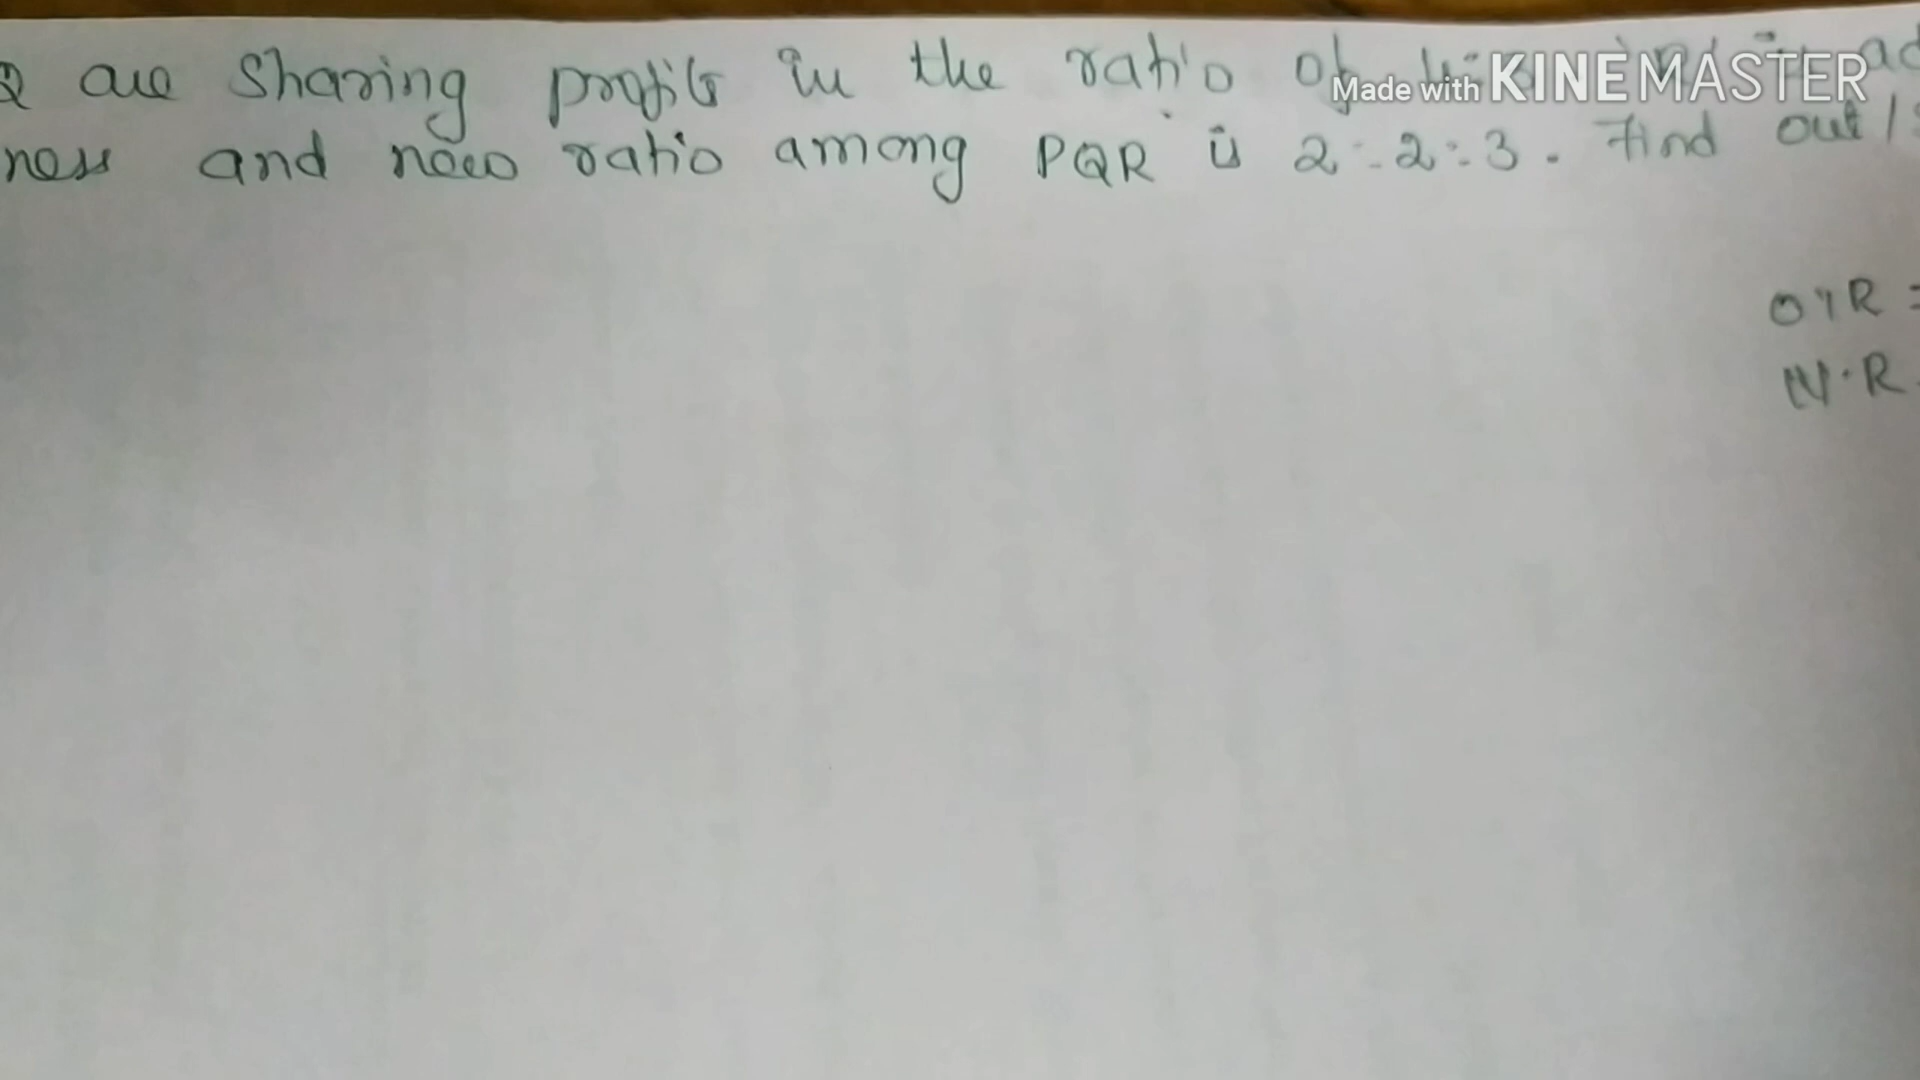 Q are sharing profits in the ratio of
Made with KINEMASTER
ness and new ratio among PQR is 2:2:3. Find out
O'R =
N.R